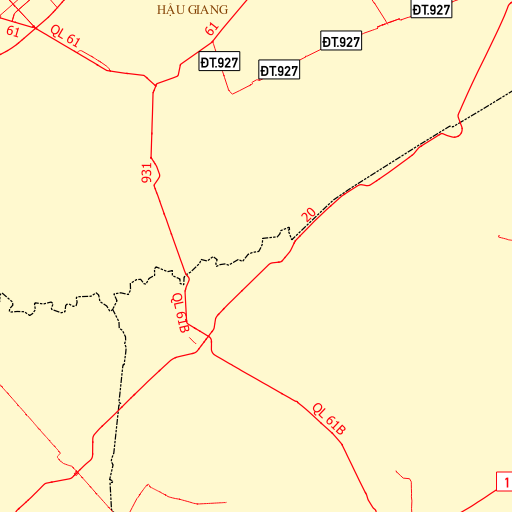 HẬU GIANG
ĐT.927
61
QL 61
61
ĐT.927
ĐT.927
ĐT.927
931
20
QL 61B
QL 61B
1